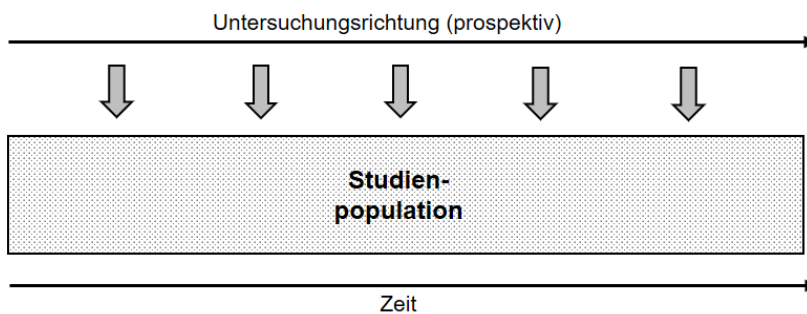 Untersuchungsrichtung (prospektiv)
Studien-
population
Zeit